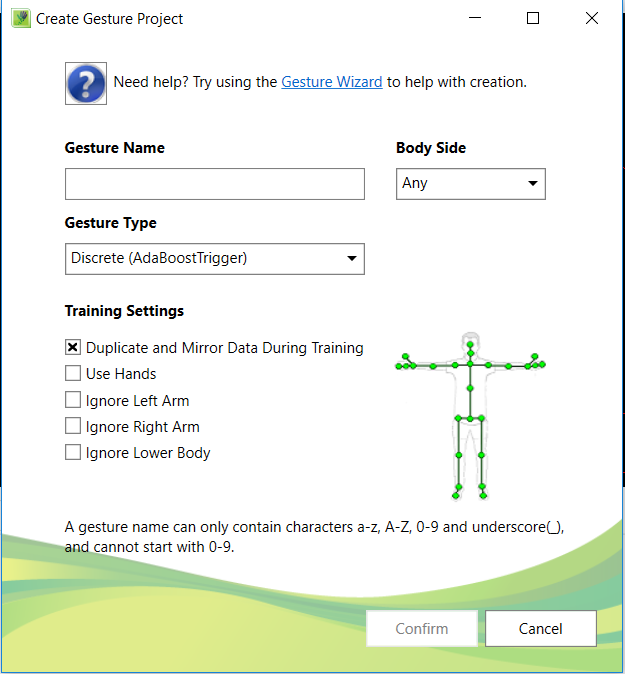 Create Gesture Project
Need help? Try using the Gesture Wizard to help with creation.
Gesture Name
Body Side
Any
Gesture Type
Discrete (AdaBoostTrigger)
Training Settings
Duplicate and Mirror Data During Training
Use Hands
Ignore Left Arm
Ignore Right Arm
Ignore Lower Body
A gesture name can only contain characters a-z, A-Z, 0-9 and underscore(_),
and cannot start with 0-9.
Confirm
Cancel